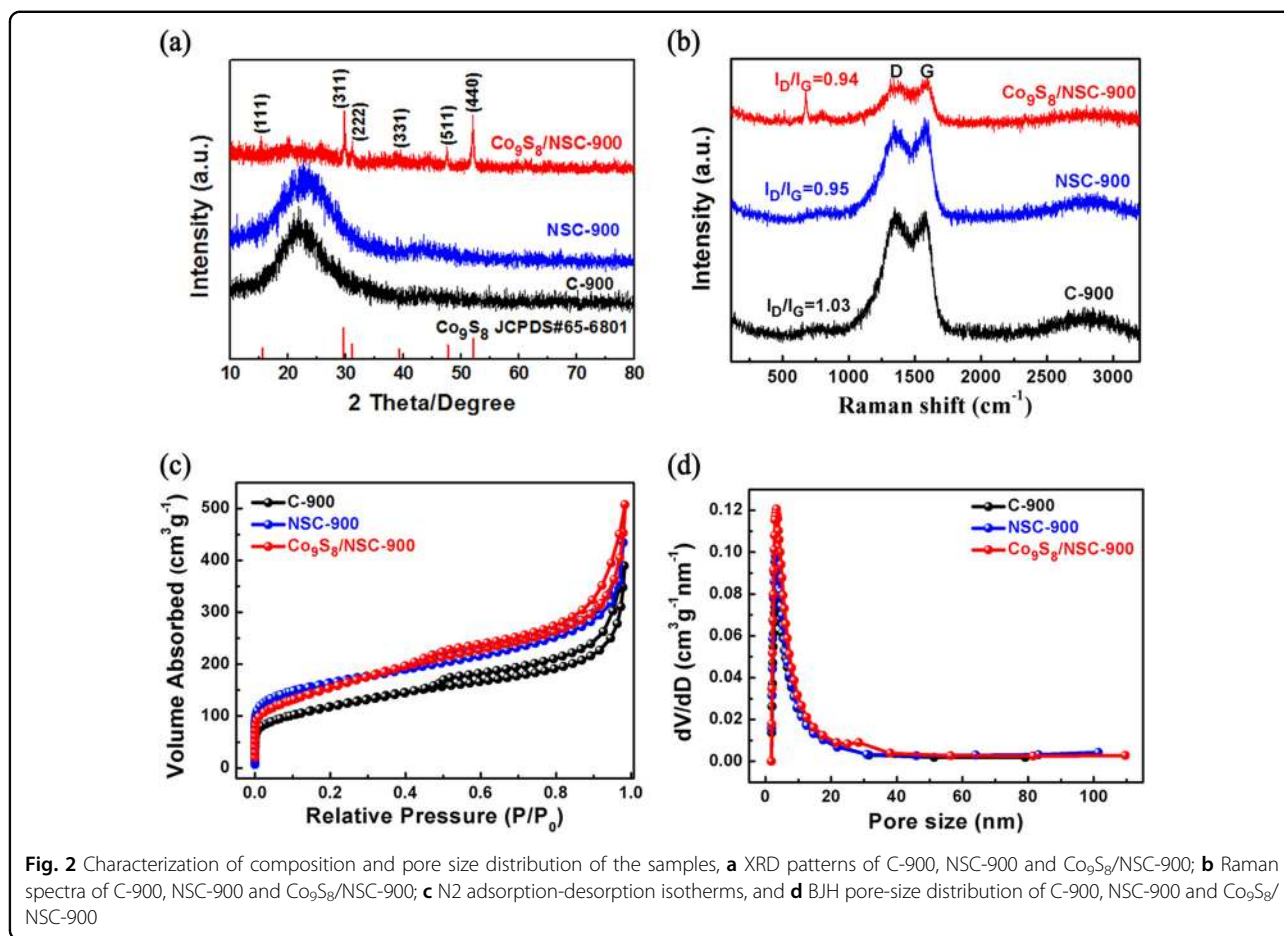 (a)
(111)
(311)
(222)
(331)
(511)
(440)
Co₉S₈/NSC-900
NSC-900
C-900
Co₉S₈ JCPDS#65-6801
Intensity (a.u.)
10 20 30 40 50 60 70 80
2 Theta/Degree
(b)
D G
I_D/I_G=0.94
Co₉S₈/NSC-900
I_D/I_G=0.95
NSC-900
I_D/I_G=1.03
C-900
Intensity (a.u.)
500 1000 1500 2000 2500 3000
Raman shift (cm⁻¹)
(c)
C-900
NSC-900
Co₉S₈/NSC-900
500
400
300
200
100
0
Volume Absorbed (cm³g⁻¹)
0.0 0.2 0.4 0.6 0.8 1.0
Relative Pressure (P/P₀)
(d)
C-900
NSC-900
Co₉S₈/NSC-900
0.12
0.10
0.08
0.06
0.04
0.02
0.00
dV/dD (cm³g⁻¹nm⁻¹)
0 20 40 60 80 100
Pore size (nm)
Fig. 2 Characterization of composition and pore size distribution of the samples, a XRD patterns of C-900, NSC-900 and Co₉S₈/NSC-900; b Raman
spectra of C-900, NSC-900 and Co₉S₈/NSC-900; c N2 adsorption-desorption isotherms, and d BJH pore-size distribution of C-900, NSC-900 and Co₉S₈/
NSC-900